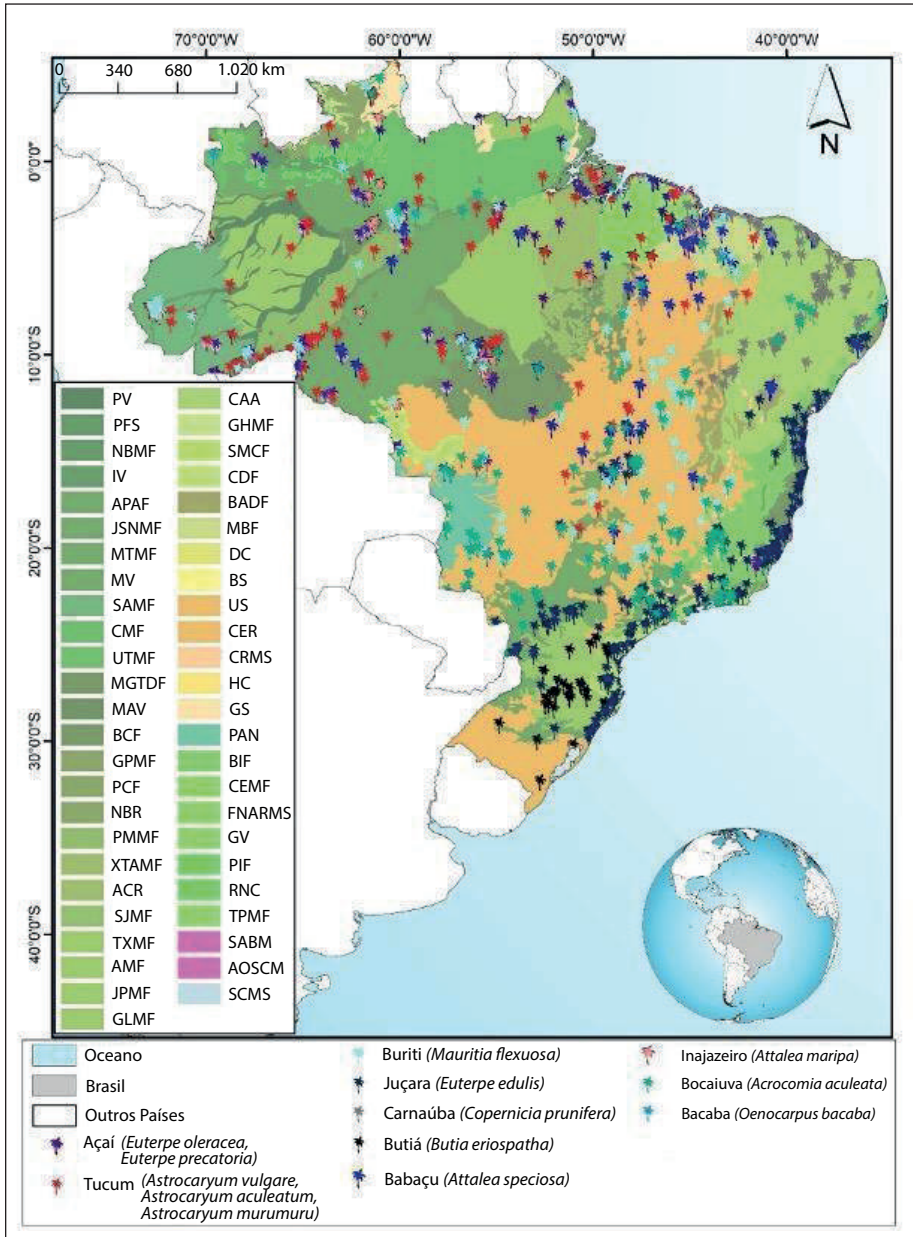 70°0'0"W 60°0'0"W 50°0'0"W 40°0'0"W
0 340 680 1.020 km
N
0°0'0"
10°0'0"S
20°0'0"S
30°0'0"S
40°0'0"S
PV
PFS
NBMF
IV
APAF
JSNMF
MTMF
MV
SAMF
CMF
UTMF
MGTDF
MAV
BCF
GPMF
PCF
NBR
PMMF
XTAMF
ACR
SJMF
TXMF
AMF
JPMF
GLMF
CAA
GHMF
SMCF
CDF
BADF
MBF
DC
BS
US
CER
CRMS
HC
GS
PAN
BIF
CEMF
FNARMS
GV
PIF
RNC
TPMF
SABM
AOSCM
SCMS
Oceano
Brasil
Outros Países
Açaí (Euterpe oleracea,
Euterpe precatoria)
Tucum (Astrocaryum vulgare,
Astrocaryum aculeatum,
Astrocaryum murumuru)
Buriti (Mauritia flexuosa)
Juçara (Euterpe edulis)
Carnaúba (Copernicia prunifera)
Butiá (Butia eriospatha)
Babaçu (Attalea speciosa)
Inajazeiro (Attalea maripa)
Bocaiuva (Acrocomia aculeata)
Bacaba (Oenocarpus bacaba)